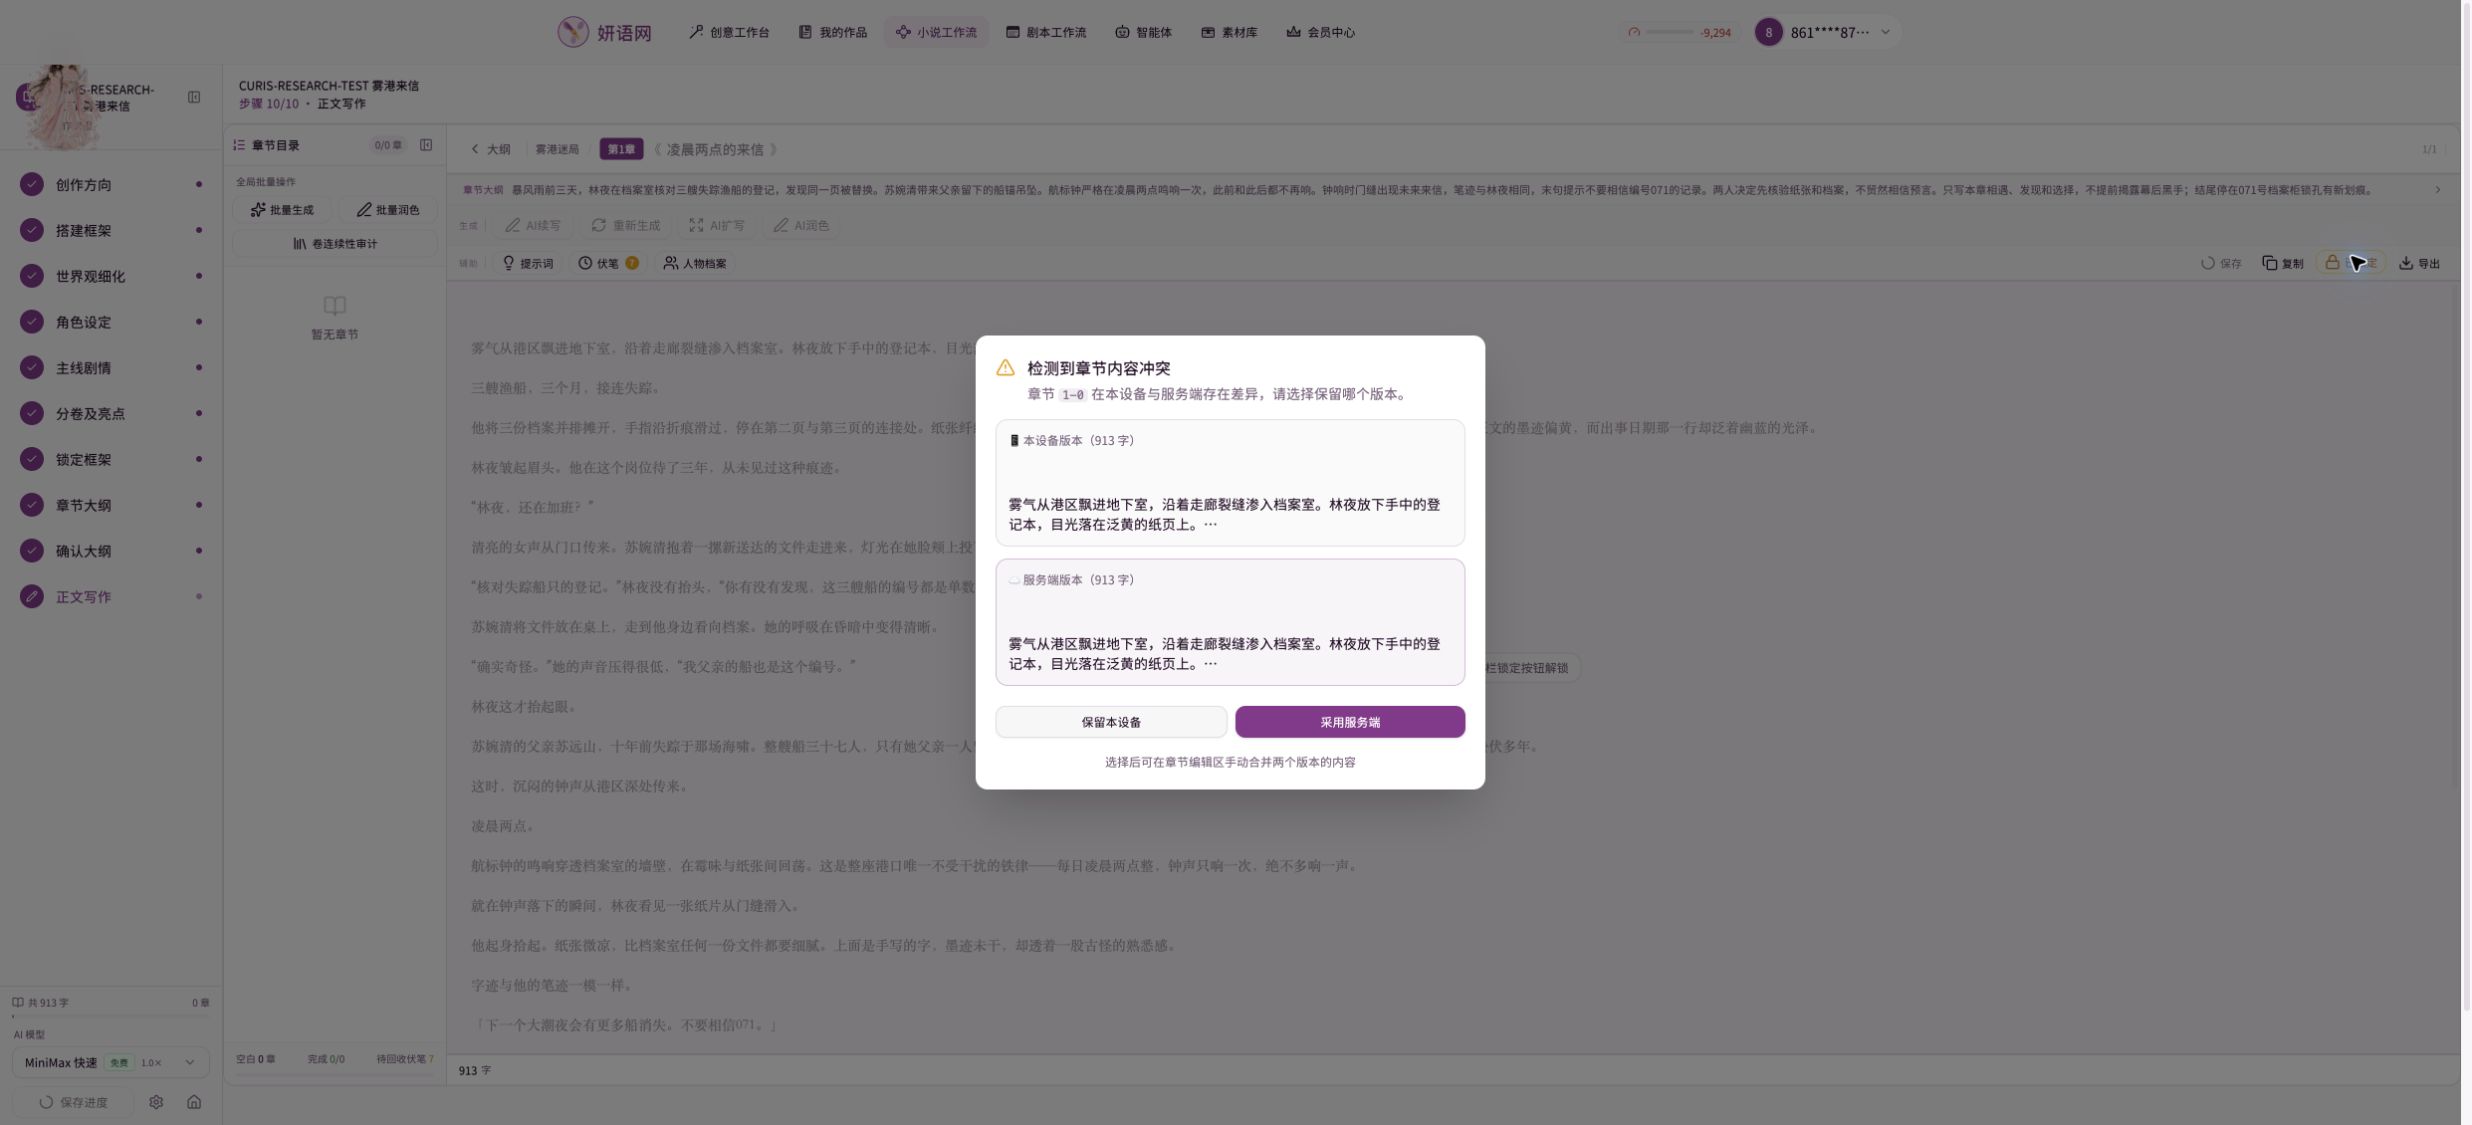 妍语网
创意工作台
我的作品
小说工作流
剧本工作流
智能体
素材库
会员中心
-9,294
8
861****87…
S-RESEARCH-
港来信
CURIS-RESEARCH-TEST 雾港来信
步骤 10/10 · 正文写作
创作方向
搭建框架
世界观细化
角色设定
主线剧情
分卷及亮点
锁定框架
章节大纲
确认大纲
正文写作
共 913 字
0 章
AI 模型
MiniMax 快速 免费 1.0×
保存进度
章节目录
0/0 章
全局批量操作
批量生成
批量润色
卷连续性审计
暂无章节
空白 0 章
完成 0/0
待回收伏笔 7
大纲
雾港迷局
第1章
《 凌晨两点的来信 》
1/1
章节大纲 暴风雨前三天，林夜在档案室核对三艘失踪渔船的登记，发现同一页被替换。苏婉清带来父亲留下的船锚吊坠。航标钟严格在凌晨两点鸣响一次，此前和此后都不再响。钟响时门缝出现未来来信，笔迹与林夜相同，末句提示不要相信编号071的记录。两人决定先核验纸张和档案，不贸然相信预言。只写本章相遇、发现和选择，不提前揭露幕后黑手；结尾停在071号档案柜锁孔有新划痕。
生成
AI续写
重新生成
AI扩写
AI润色
辅助
提示词
伏笔 7
人物档案
保存
复制
定
导出
雾气从港区飘进地下室，沿着走廊裂缝渗入档案室。林夜放下手中的登记本，目光
三艘渔船，三个月，接连失踪。
他将三份档案并排摊开，手指沿折痕滑过，停在第二页与第三页的连接处。纸张纤
文的墨迹偏黄，而出事日期那一行却泛着幽蓝的光泽。
林夜皱起眉头。他在这个岗位待了三年，从未见过这种痕迹。
“林夜，还在加班？”
清亮的女声从门口传来。苏婉清抱着一摞新送达的文件走进来，灯光在她脸颊上投
“核对失踪船只的登记。”林夜没有抬头，“你有没有发现，这三艘船的编号都是单数
苏婉清将文件放在桌上，走到他身边看向档案。她的呼吸在昏暗中变得清晰。
“确实奇怪。”她的声音压得很低，“我父亲的船也是这个编号。”
栏锁定按钮解锁
林夜这才抬起眼。
苏婉清的父亲苏远山，十年前失踪于那场海啸。整艘船三十七人，只有她父亲一人
伏多年。
这时，沉闷的钟声从港区深处传来。
凌晨两点。
航标钟的鸣响穿透档案室的墙壁，在霉味与纸张间回荡。这是整座港口唯一不受干扰的铁律——每日凌晨两点整，钟声只响一次，绝不多响一声。
就在钟声落下的瞬间，林夜看见一张纸片从门缝滑入。
他起身拾起。纸张微凉，比档案室任何一份文件都要细腻。上面是手写的字，墨迹未干，却透着一股古怪的熟悉感。
字迹与他的笔迹一模一样。
「下一个大潮夜会有更多船消失。不要相信071。」
913 字
检测到章节内容冲突
章节 1-0 在本设备与服务端存在差异，请选择保留哪个版本。
本设备版本（913 字）
雾气从港区飘进地下室，沿着走廊裂缝渗入档案室。林夜放下手中的登
记本，目光落在泛黄的纸页上。…
服务端版本（913 字）
雾气从港区飘进地下室，沿着走廊裂缝渗入档案室。林夜放下手中的登
记本，目光落在泛黄的纸页上。…
保留本设备
采用服务端
选择后可在章节编辑区手动合并两个版本的内容